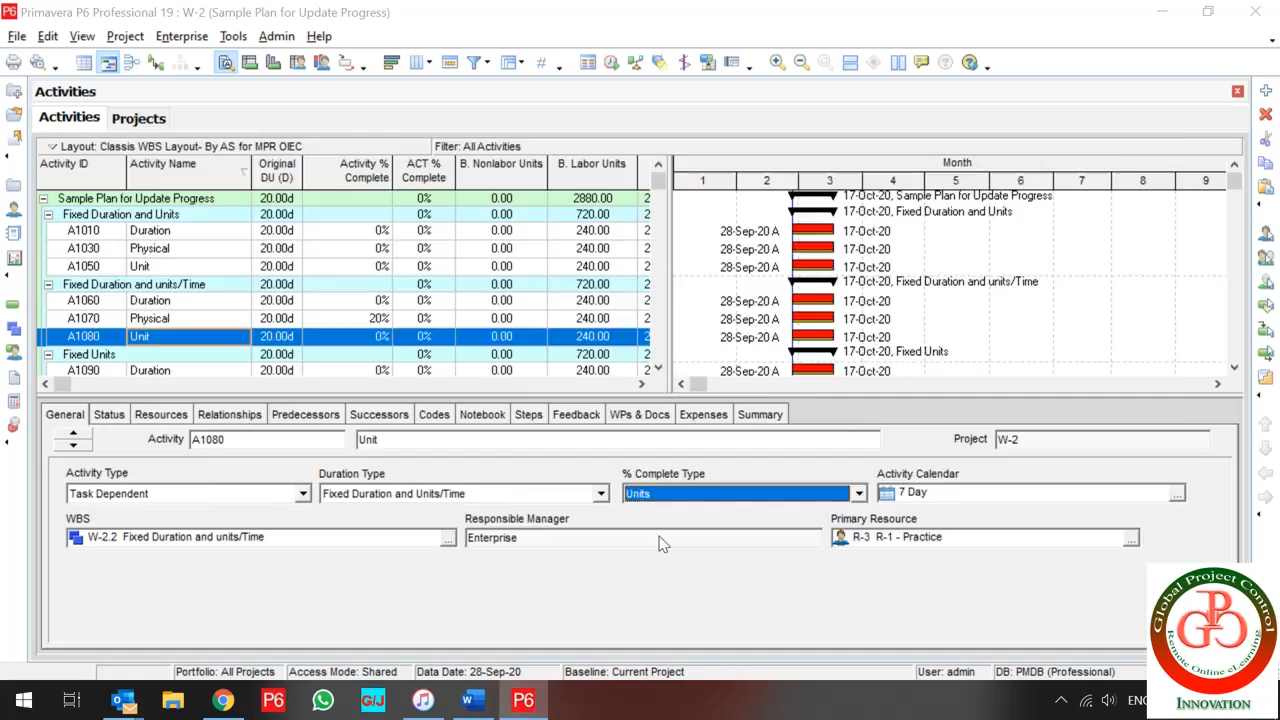 Primavera P6 Professional 19 : W-2 (Sample Plan for Update Progress)
File Edit View Project Enterprise Tools Admin Help
Activities
Activities Projects
Layout: Classis WBS Layout- By AS for MPR OIEC Filter: All Activities
Activity ID Activity Name Original DU (D) Activity % Complete ACT % Complete B. Nonlabor Units B. Labor Units Month
1 2 3 4 5 6 7 8 9
Sample Plan for Update Progress 20.00d 0% 0.00 2880.00 2 17-Oct-20, Sample Plan for Update Progress
Fixed Duration and Units 20.00d 0% 0.00 720.00 2 17-Oct-20, Fixed Duration and Units
A1010 Duration 20.00d 0% 0% 0.00 240.00 2 28-Sep-20 A 17-Oct-20
A1030 Physical 20.00d 0% 0% 0.00 240.00 2 28-Sep-20 A 17-Oct-20
A1050 Unit 20.00d 0% 0% 0.00 240.00 2 28-Sep-20 A 17-Oct-20
Fixed Duration and units/Time 20.00d 0% 0.00 720.00 2 17-Oct-20, Fixed Duration and units/Time
A1060 Duration 20.00d 0% 0% 0.00 240.00 2 28-Sep-20 A 17-Oct-20
A1070 Physical 20.00d 20% 0% 0.00 240.00 2 28-Sep-20 A 17-Oct-20
A1080 Unit 20.00d 0% 0% 0.00 240.00 2 28-Sep-20 A 17-Oct-20
Fixed Units 20.00d 0% 0.00 720.00 2 17-Oct-20, Fixed Units
A1090 Duration 20.00d 0% 0% 0.00 240.00 2 28-Sep-20 A 17-Oct-20
General Status Resources Relationships Predecessors Successors Codes Notebook Steps Feedback WPs & Docs Expenses Summary
Activity A1080 Unit Project W-2
Activity Type Duration Type % Complete Type Activity Calendar
Task Dependent Fixed Duration and Units/Time Units 7 Day
WBS Responsible Manager Primary Resource
W-2.2 Fixed Duration and units/Time Enterprise R-3 R-1 - Practice
Portfolio: All Projects Access Mode: Shared Data Date: 28-Sep-20 Baseline: Current Project User: admin DB: PMDB (Professional)
P6 G/J P6 ENG
Global Project Control
GPC
Remote Online eLearning
INNOVATION